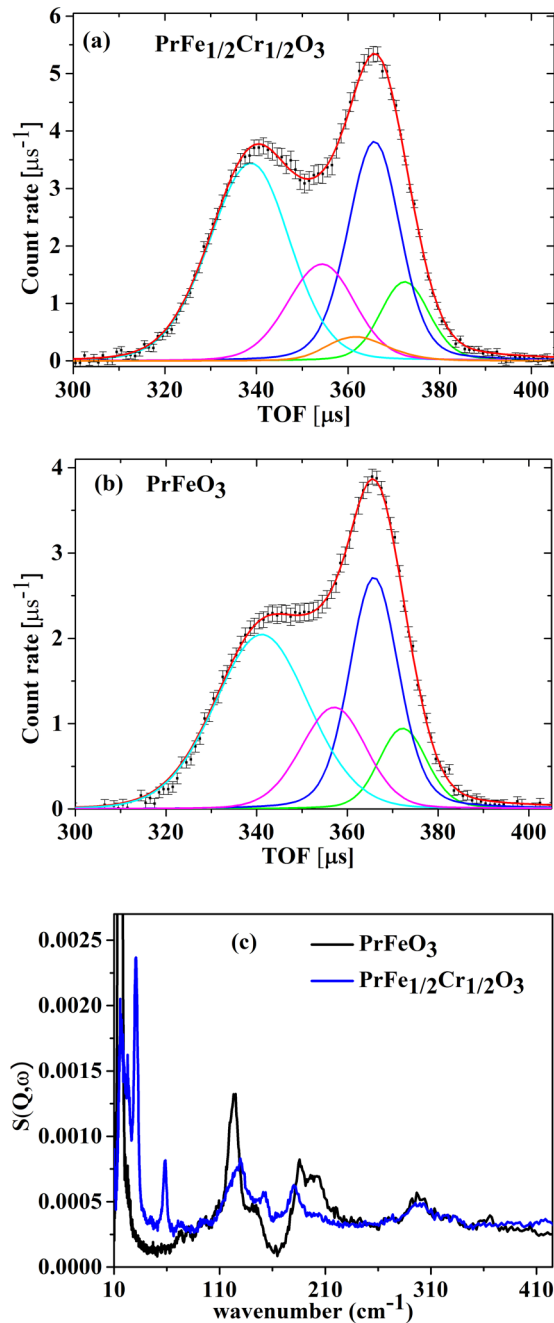 (a) PrFe1/2Cr1/2O3
6
5
4
3
2
1
0
Count rate [μs-1]
300 320 340 360 380 400
TOF [μs]
(b) PrFeO3
4
3
2
1
0
Count rate [μs-1]
300 320 340 360 380 400
TOF [μs]
(c)
PrFeO3
PrFe1/2Cr1/2O3
0.0025
0.0020
0.0015
0.0010
0.0005
0.0000
S(Q,ω)
10 110 210 310 410
wavenumber (cm-1)